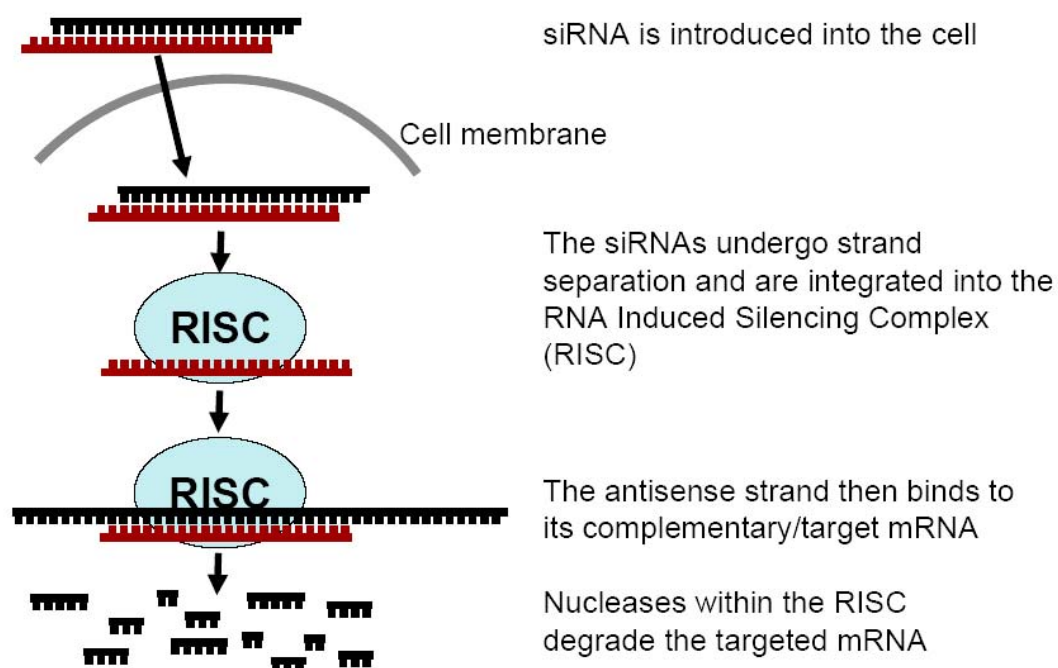 siRNA is introduced into the cell
Cell membrane
The siRNAs undergo strand
separation and are integrated into the
RNA Induced Silencing Complex
(RISC)
RISC
RISC
The antisense strand then binds to
its complementary/target mRNA
Nucleases within the RISC
degrade the targeted mRNA